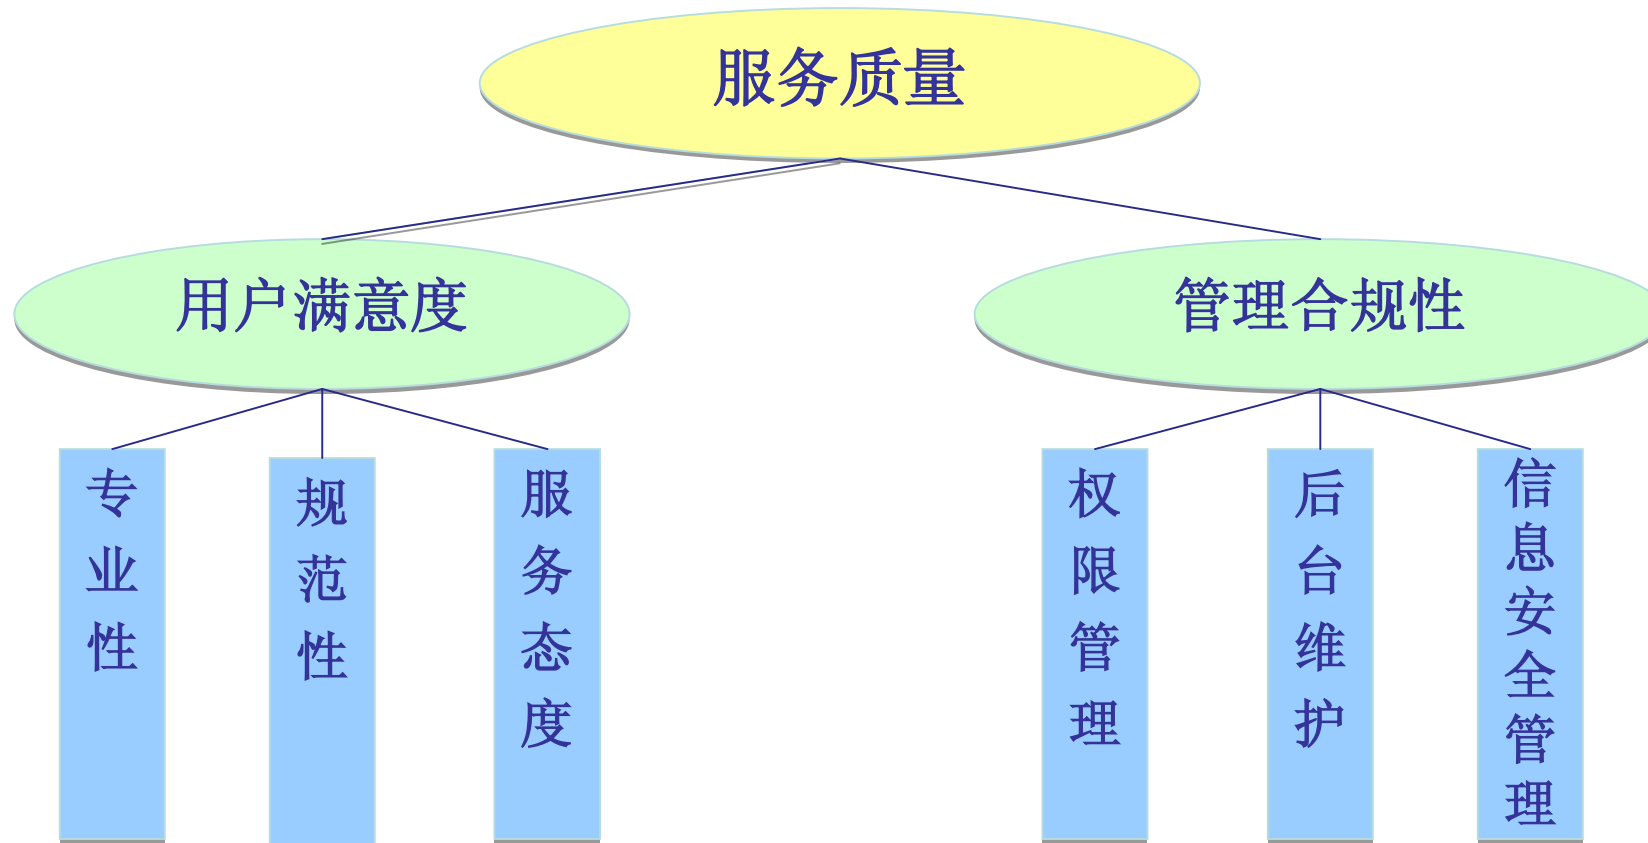 服务质量
用户满意度
管理合规性
专业性
规范性
服务态度
权限管理
后台维护
信息安全管理